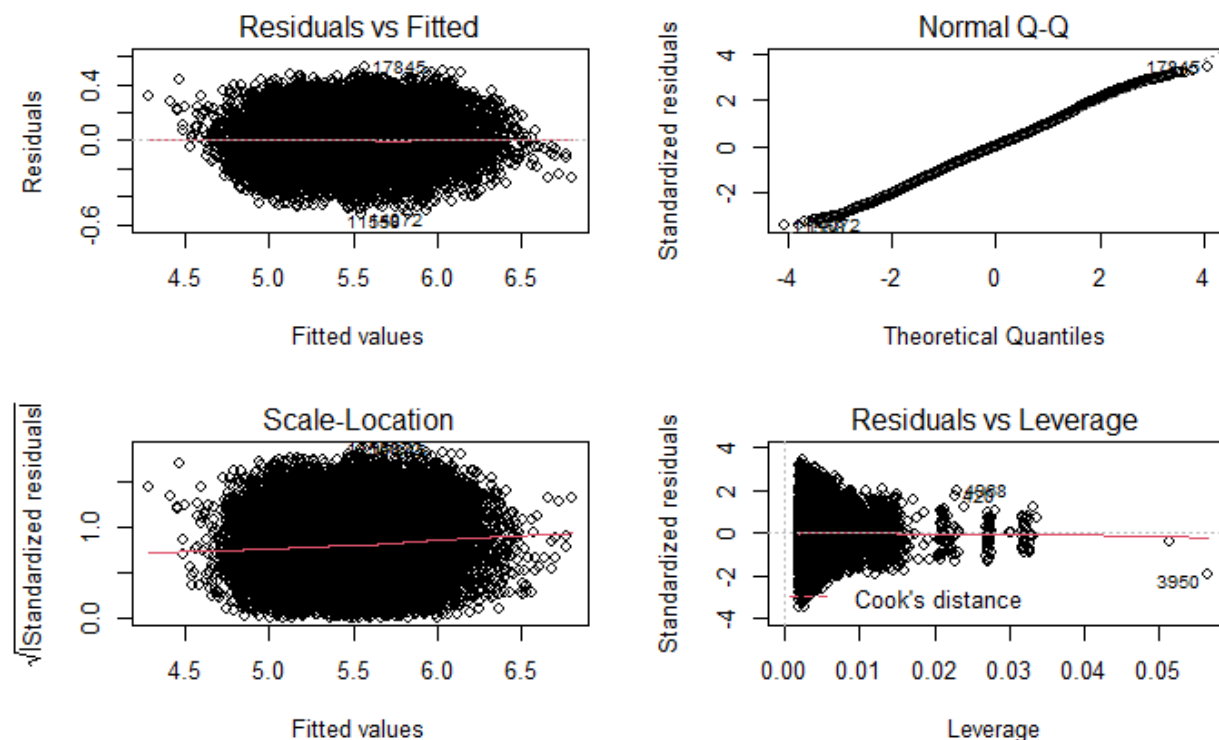 Residuals vs Fitted
Residuals
0.4
0.0
-0.6
17845
4.5 5.0 5.5 6.0 6.5
Fitted values
Normal Q-Q
Standardized residuals
4
2
0
-2
17845
-4 -2 0 2 4
Theoretical Quantiles
Scale-Location
√|Standardized residuals|
1.0
0.0
4.5 5.0 5.5 6.0 6.5
Fitted values
Residuals vs Leverage
Standardized residuals
4
2
0
-2
-4
3950
Cook's distance
0.00 0.01 0.02 0.03 0.04 0.05
Leverage